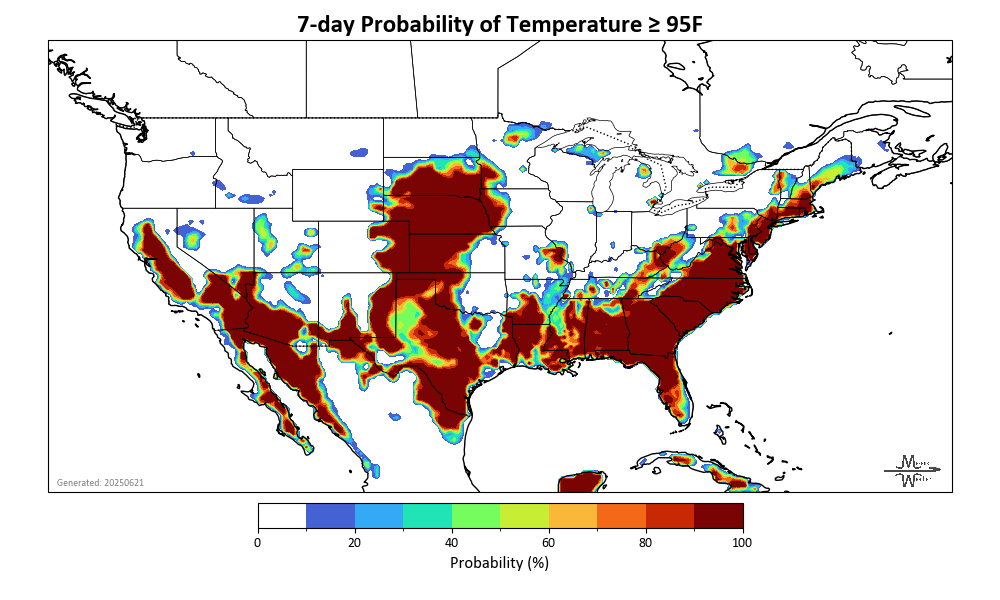 7-day Probability of Temperature ≥ 95F
Generated: 20250621
0 20 40 60 80 100
Probability (%)